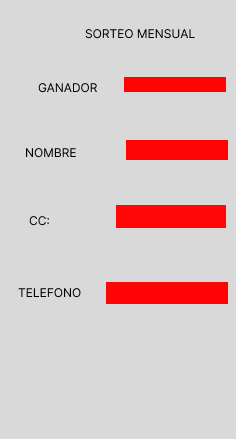 SORTEO MENSUAL
GANADOR
NOMBRE
CC:
TELEFONO